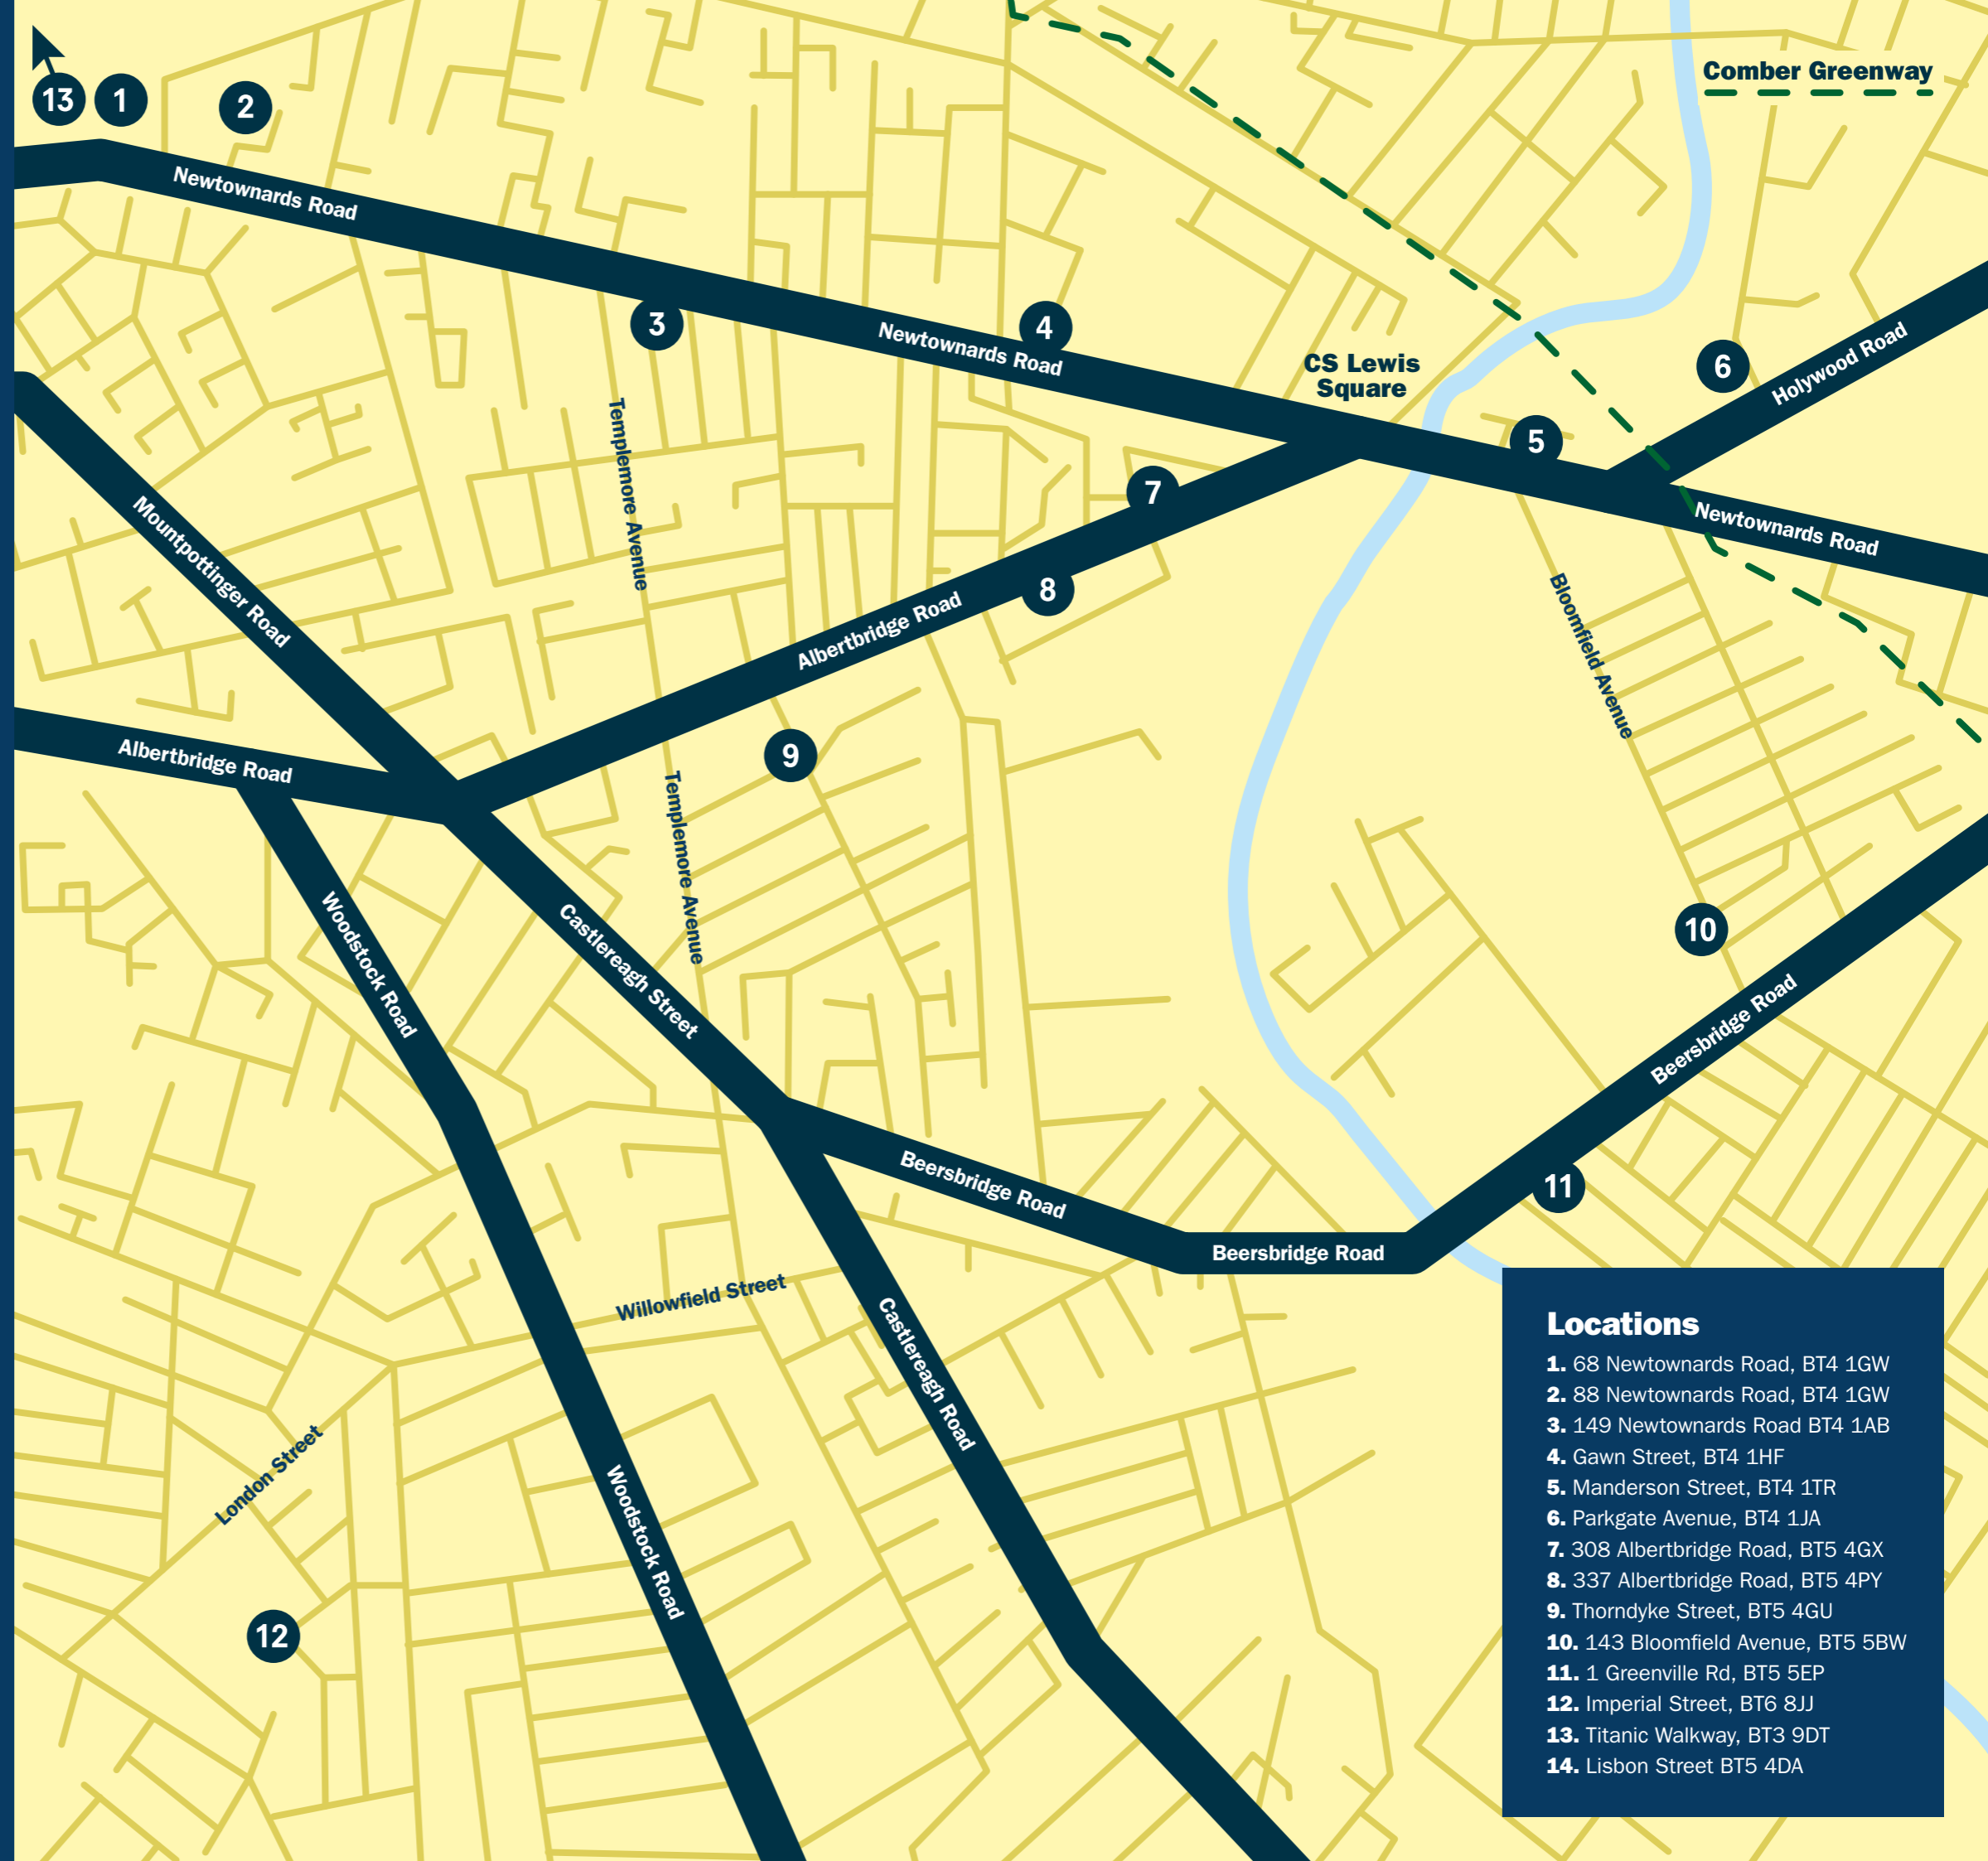 Comber Greenway
13
1
2
Newtownards Road
3
Newtownards Road
4
CS Lewis
Square
6
Holywood Road
5
7
Newtownards Road
Templemore Avenue
Mountpottinger Road
8
Albertbridge Road
Bloomfield Avenue
Albertbridge Road
9
Templemore Avenue
Woodstock Road
Castlereagh Street
10
Beersbridge Road
Beersbridge Road
11
Beersbridge Road
Willowfield Street
Castlereagh Road
London Street
Woodstock Road
12
Locations
1. 68 Newtownards Road, BT4 1GW
2. 88 Newtownards Road, BT4 1GW
3. 149 Newtownards Road BT4 1AB
4. Gawn Street, BT4 1HF
5. Manderson Street, BT4 1TR
6. Parkgate Avenue, BT4 1JA
7. 308 Albertbridge Road, BT5 4GX
8. 337 Albertbridge Road, BT5 4PY
9. Thorndyke Street, BT5 4GU
10. 143 Bloomfield Avenue, BT5 5BW
11. 1 Greenville Rd, BT5 5EP
12. Imperial Street, BT6 8JJ
13. Titanic Walkway, BT3 9DT
14. Lisbon Street BT5 4DA